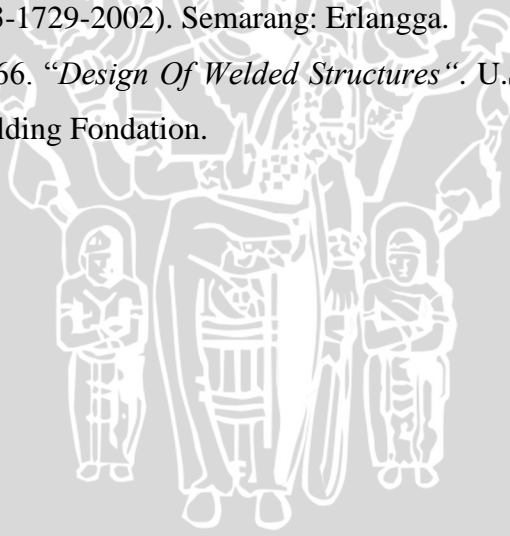 3-1729-2002). Semarang: Erlangga.
66. “Design Of Welded Structures“. U.
lding Fondation.